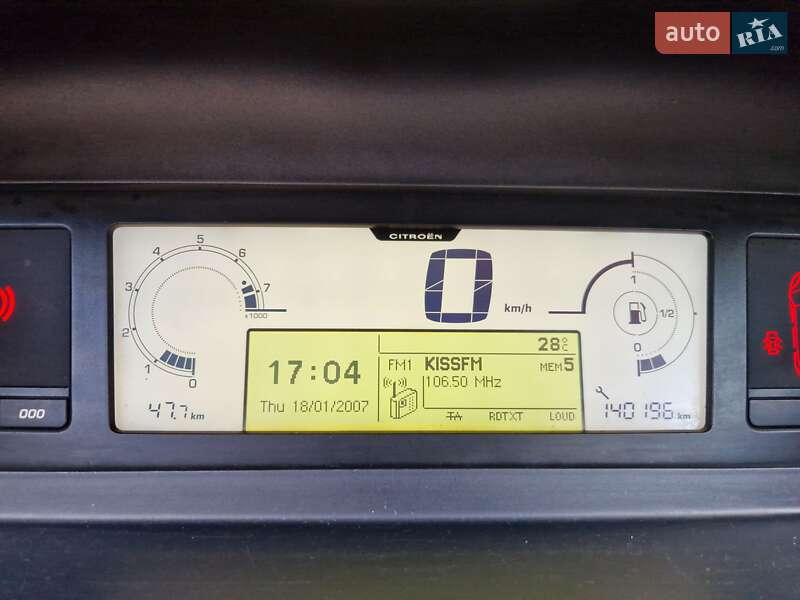 auto RIA .com
CITROËN
0 1 2 3 4 5 6 7
x1000
0 km/h
1
1/2
0
28°C
17:04
FM1 KISSFM MEM5
106.50 MHz
Thu 18/01/2007
TA RDTXT LOUD
47.7 km
140196 km
000